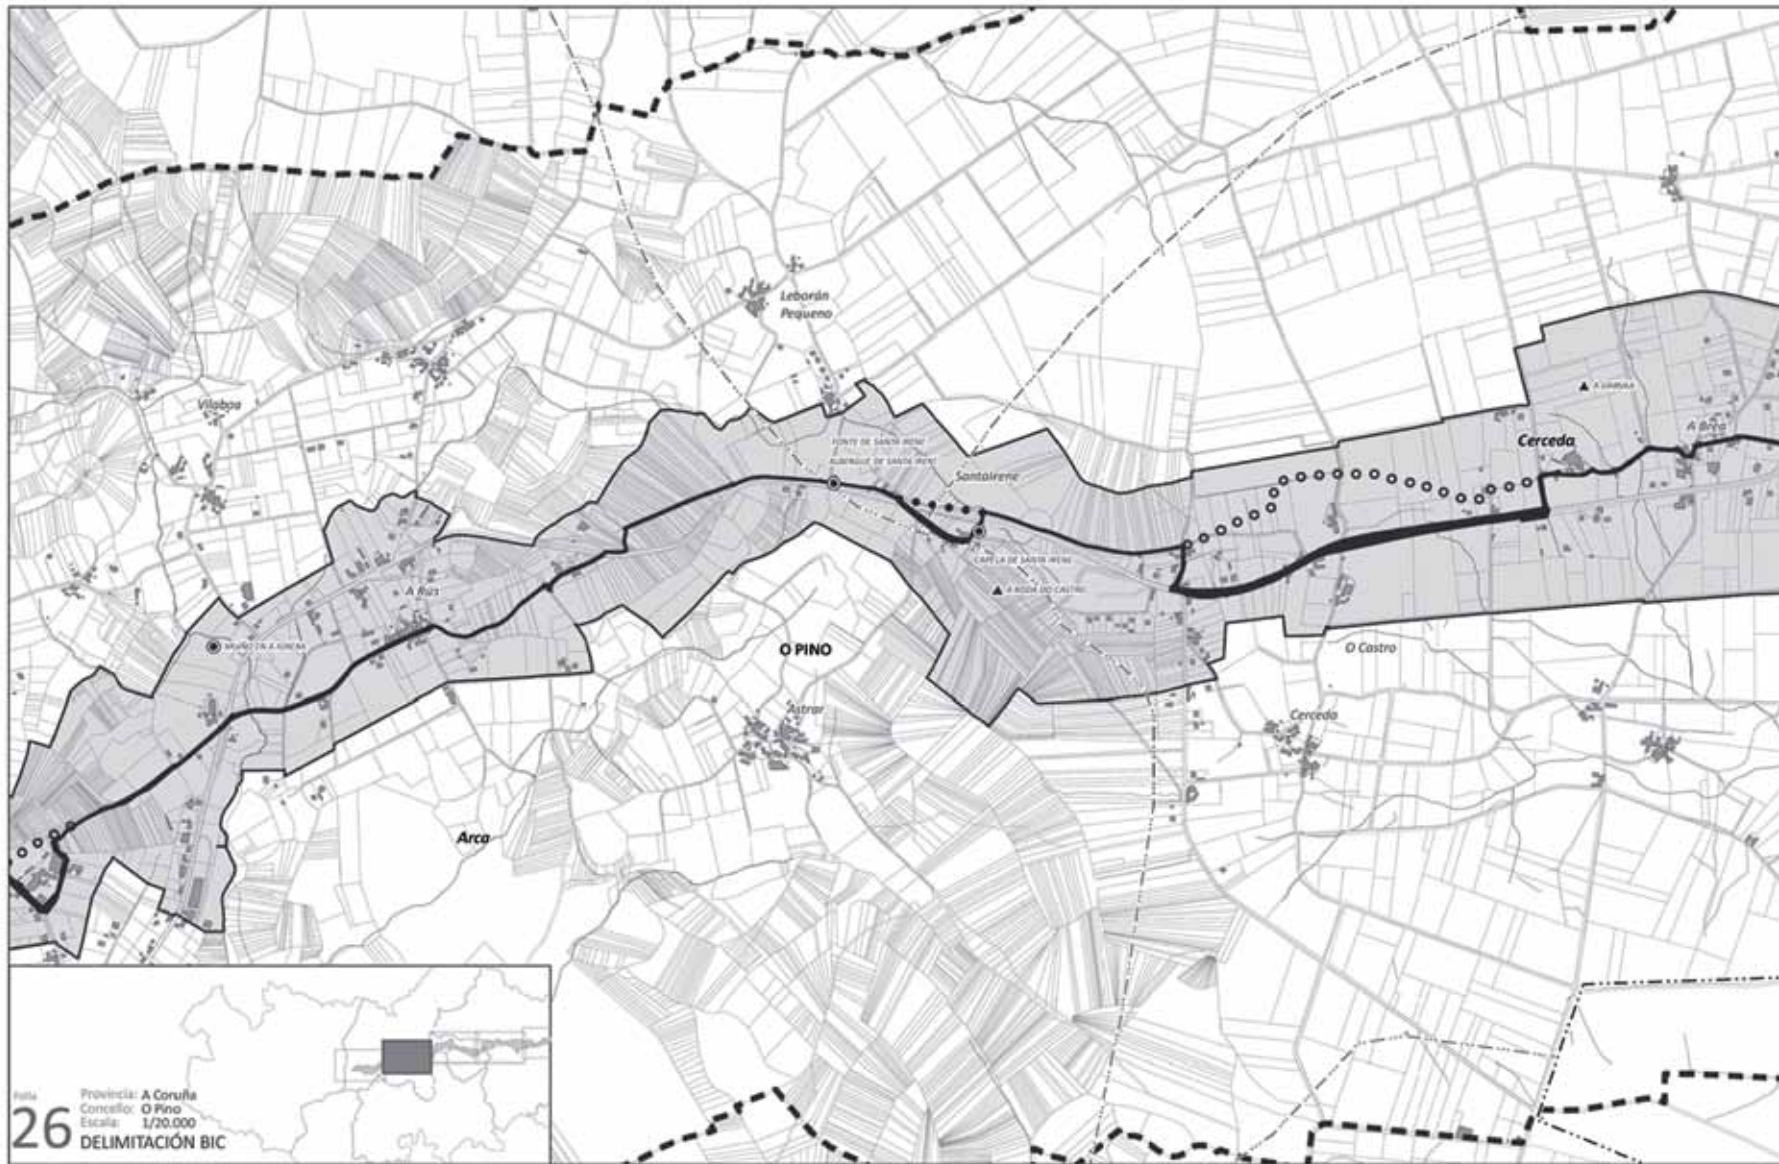 Leborán
Pequeno
Vilaboa
A BREA
Cerceda
FONTE DE SANTA IRENE
ALBERGUE DE SANTA IRENE
Santairene
CAPELA DE SANTA IRENE
A RODA DO CASTRO
A Rúa
O PINO
O Castro
Astrar
Cerceda
Arca
Folla
26
Provincia: A Coruña
Concello: O Pino
Escala: 1/20.000
DELIMITACIÓN BIC